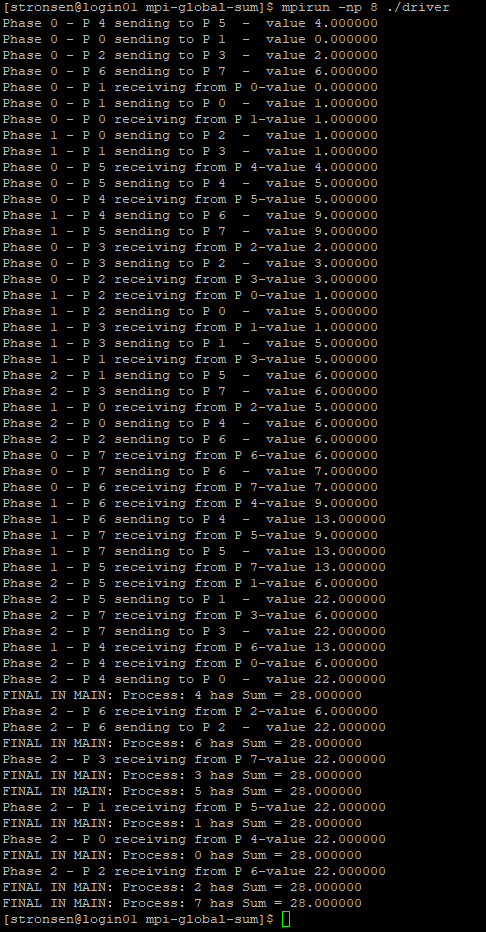 [stronsen@login01 mpi-global-sum]$ mpirun -np 8 ./driver
Phase 0 - P 4 sending to P 5  -  value 4.000000
Phase 0 - P 0 sending to P 1  -  value 0.000000
Phase 0 - P 2 sending to P 3  -  value 2.000000
Phase 0 - P 6 sending to P 7  -  value 6.000000
Phase 0 - P 1 receiving from P 0-value 0.000000
Phase 0 - P 1 sending to P 0  -  value 1.000000
Phase 0 - P 0 receiving from P 1-value 1.000000
Phase 1 - P 0 sending to P 2  -  value 1.000000
Phase 1 - P 1 sending to P 3  -  value 1.000000
Phase 0 - P 5 receiving from P 4-value 4.000000
Phase 0 - P 5 sending to P 4  -  value 5.000000
Phase 0 - P 4 receiving from P 5-value 5.000000
Phase 1 - P 4 sending to P 6  -  value 9.000000
Phase 1 - P 5 sending to P 7  -  value 9.000000
Phase 0 - P 3 receiving from P 2-value 2.000000
Phase 0 - P 3 sending to P 2  -  value 3.000000
Phase 0 - P 2 receiving from P 3-value 3.000000
Phase 1 - P 2 receiving from P 0-value 1.000000
Phase 1 - P 2 sending to P 0  -  value 5.000000
Phase 1 - P 3 receiving from P 1-value 1.000000
Phase 1 - P 3 sending to P 1  -  value 5.000000
Phase 1 - P 1 receiving from P 3-value 5.000000
Phase 2 - P 1 sending to P 5  -  value 6.000000
Phase 2 - P 3 sending to P 7  -  value 6.000000
Phase 1 - P 0 receiving from P 2-value 5.000000
Phase 2 - P 0 sending to P 4  -  value 6.000000
Phase 2 - P 2 sending to P 6  -  value 6.000000
Phase 0 - P 7 receiving from P 6-value 6.000000
Phase 0 - P 7 sending to P 6  -  value 7.000000
Phase 0 - P 6 receiving from P 7-value 7.000000
Phase 1 - P 6 receiving from P 4-value 9.000000
Phase 1 - P 6 sending to P 4  -  value 13.000000
Phase 1 - P 7 receiving from P 5-value 9.000000
Phase 1 - P 7 sending to P 5  -  value 13.000000
Phase 1 - P 5 receiving from P 7-value 13.000000
Phase 2 - P 5 receiving from P 1-value 6.000000
Phase 2 - P 5 sending to P 1  -  value 22.000000
Phase 2 - P 7 receiving from P 3-value 6.000000
Phase 2 - P 7 sending to P 3  -  value 22.000000
Phase 1 - P 4 receiving from P 6-value 13.000000
Phase 2 - P 4 receiving from P 0-value 6.000000
Phase 2 - P 4 sending to P 0  -  value 22.000000
FINAL IN MAIN: Process: 4 has Sum = 28.000000
Phase 2 - P 6 receiving from P 2-value 6.000000
Phase 2 - P 6 sending to P 2  -  value 22.000000
FINAL IN MAIN: Process: 6 has Sum = 28.000000
Phase 2 - P 3 receiving from P 7-value 22.000000
FINAL IN MAIN: Process: 3 has Sum = 28.000000
FINAL IN MAIN: Process: 5 has Sum = 28.000000
Phase 2 - P 1 receiving from P 5-value 22.000000
FINAL IN MAIN: Process: 1 has Sum = 28.000000
Phase 2 - P 0 receiving from P 4-value 22.000000
FINAL IN MAIN: Process: 0 has Sum = 28.000000
Phase 2 - P 2 receiving from P 6-value 22.000000
FINAL IN MAIN: Process: 2 has Sum = 28.000000
FINAL IN MAIN: Process: 7 has Sum = 28.000000
[stronsen@login01 mpi-global-sum]$